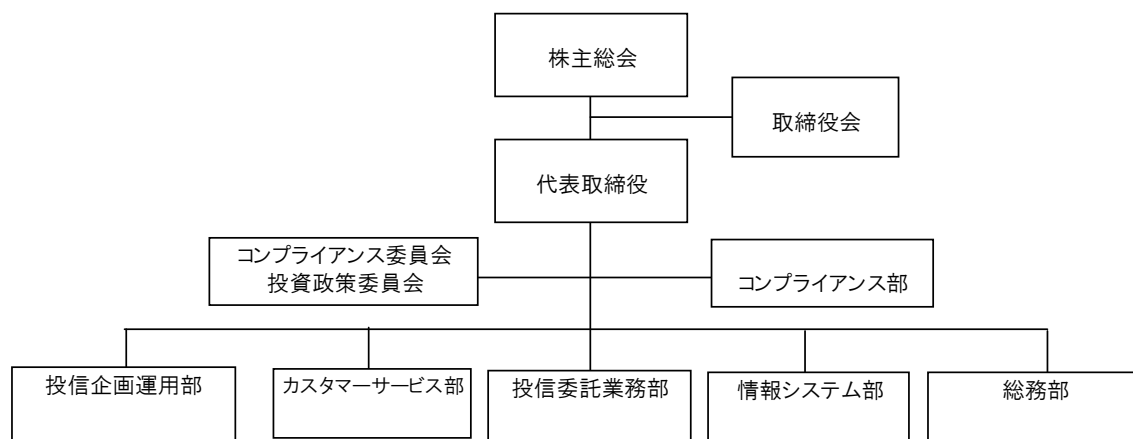 株主総会
取締役会
代表取締役
コンプライアンス委員会
投資政策委員会
コンプライアンス部
投信企画運用部
カスタマーサービス部
投信委託業務部
情報システム部
総務部